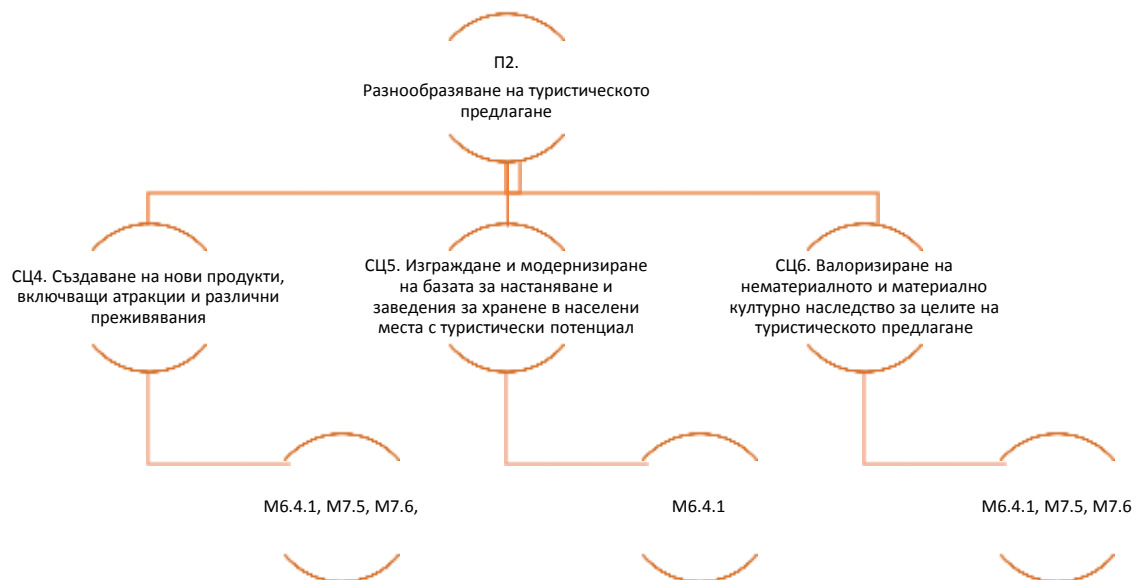 П2.
Разнообразяване на туристическото
предлагане
СЦ4. Създаване на нови продукти,
включващи атракции и различни
преживявания
СЦ5. Изграждане и модернизиране
на базата за настаняване и
заведения за хранене в населени
места с туристически потенциал
СЦ6. Валоризиране на
нематериалното и материално
културно наследство за целите на
туристическото предлагане
М6.4.1, М7.5, М7.6,
М6.4.1
М6.4.1, М7.5, М7.6